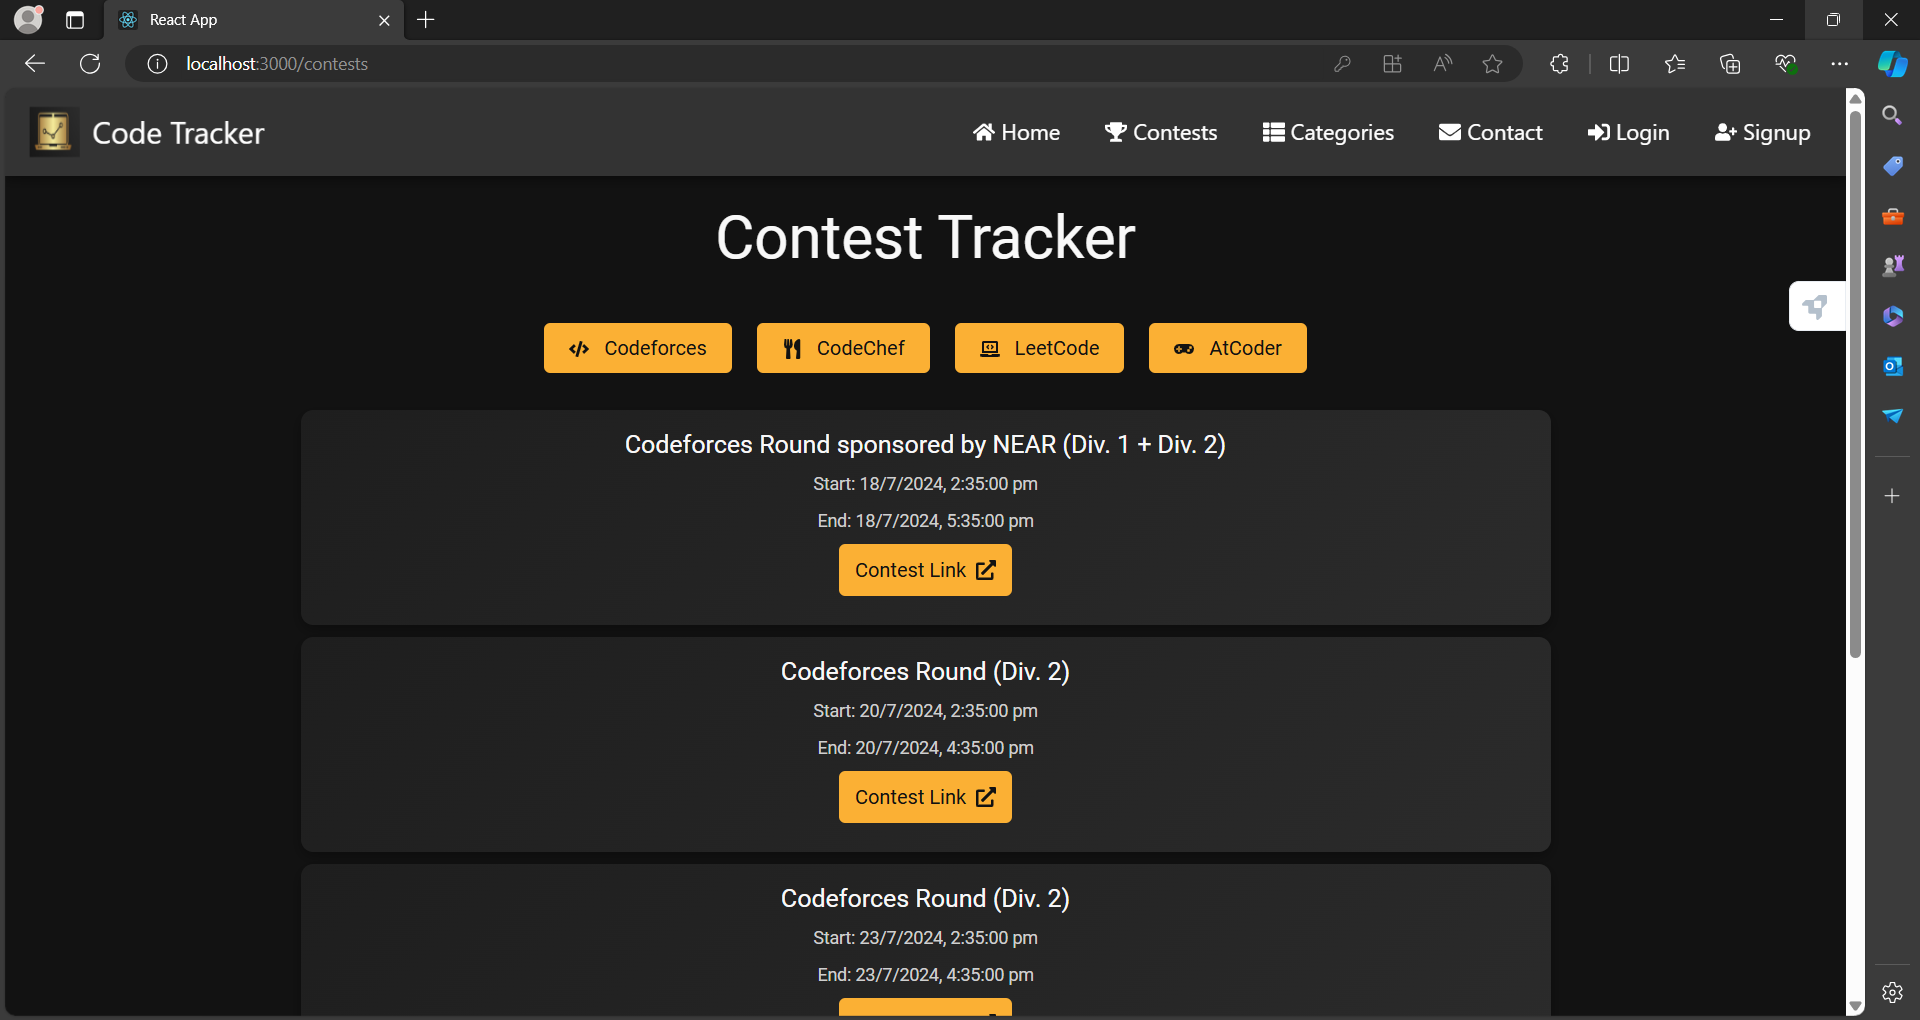 React App
localhost:3000/contests
Code Tracker
Home
Contests
Categories
Contact
Login
Signup
Contest Tracker
Codeforces
CodeChef
LeetCode
AtCoder
Codeforces Round sponsored by NEAR (Div. 1 + Div. 2)
Start: 18/7/2024, 2:35:00 pm
End: 18/7/2024, 5:35:00 pm
Contest Link
Codeforces Round (Div. 2)
Start: 20/7/2024, 2:35:00 pm
End: 20/7/2024, 4:35:00 pm
Contest Link
Codeforces Round (Div. 2)
Start: 23/7/2024, 2:35:00 pm
End: 23/7/2024, 4:35:00 pm